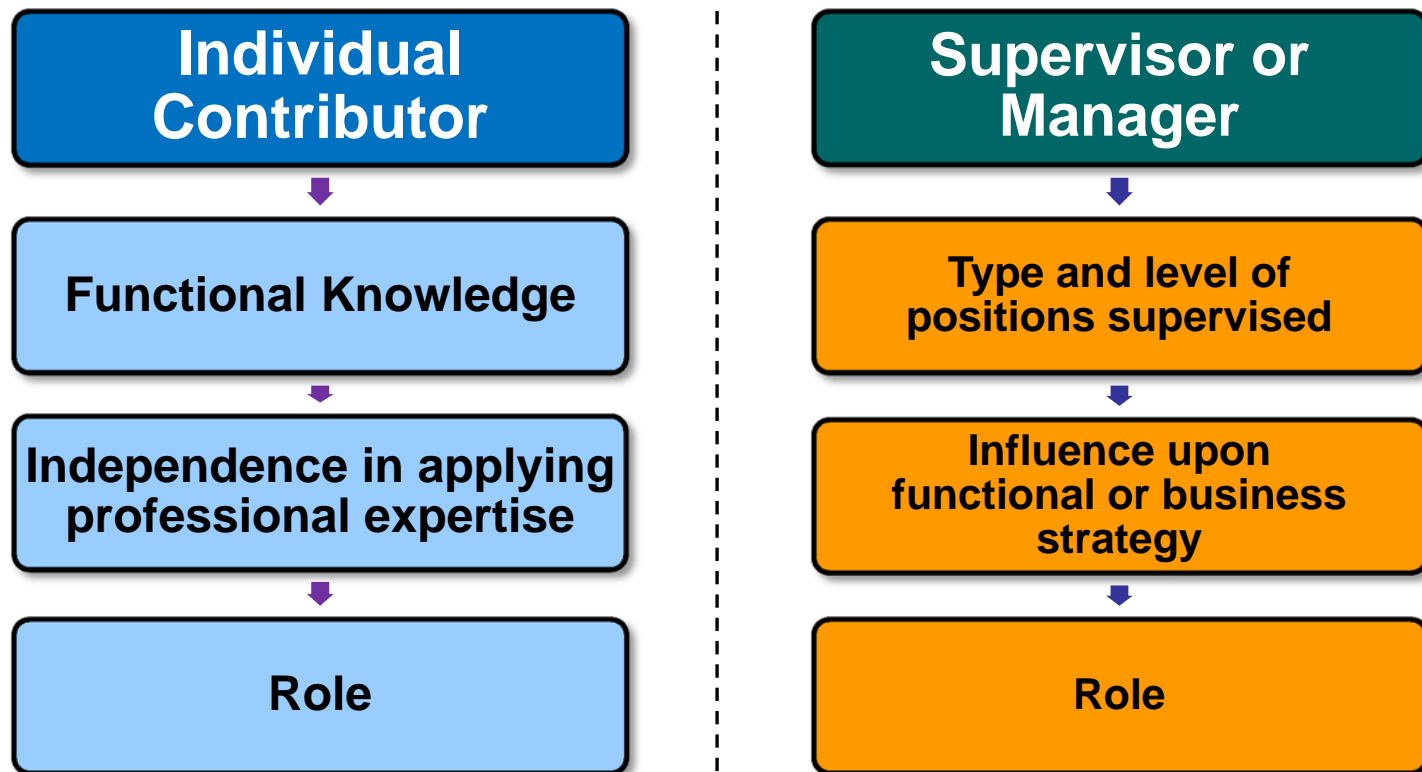 Individual
Contributor
Functional Knowledge
Independence in applying
professional expertise
Role
Supervisor or
Manager
Type and level of
positions supervised
Influence upon
functional or business
strategy
Role